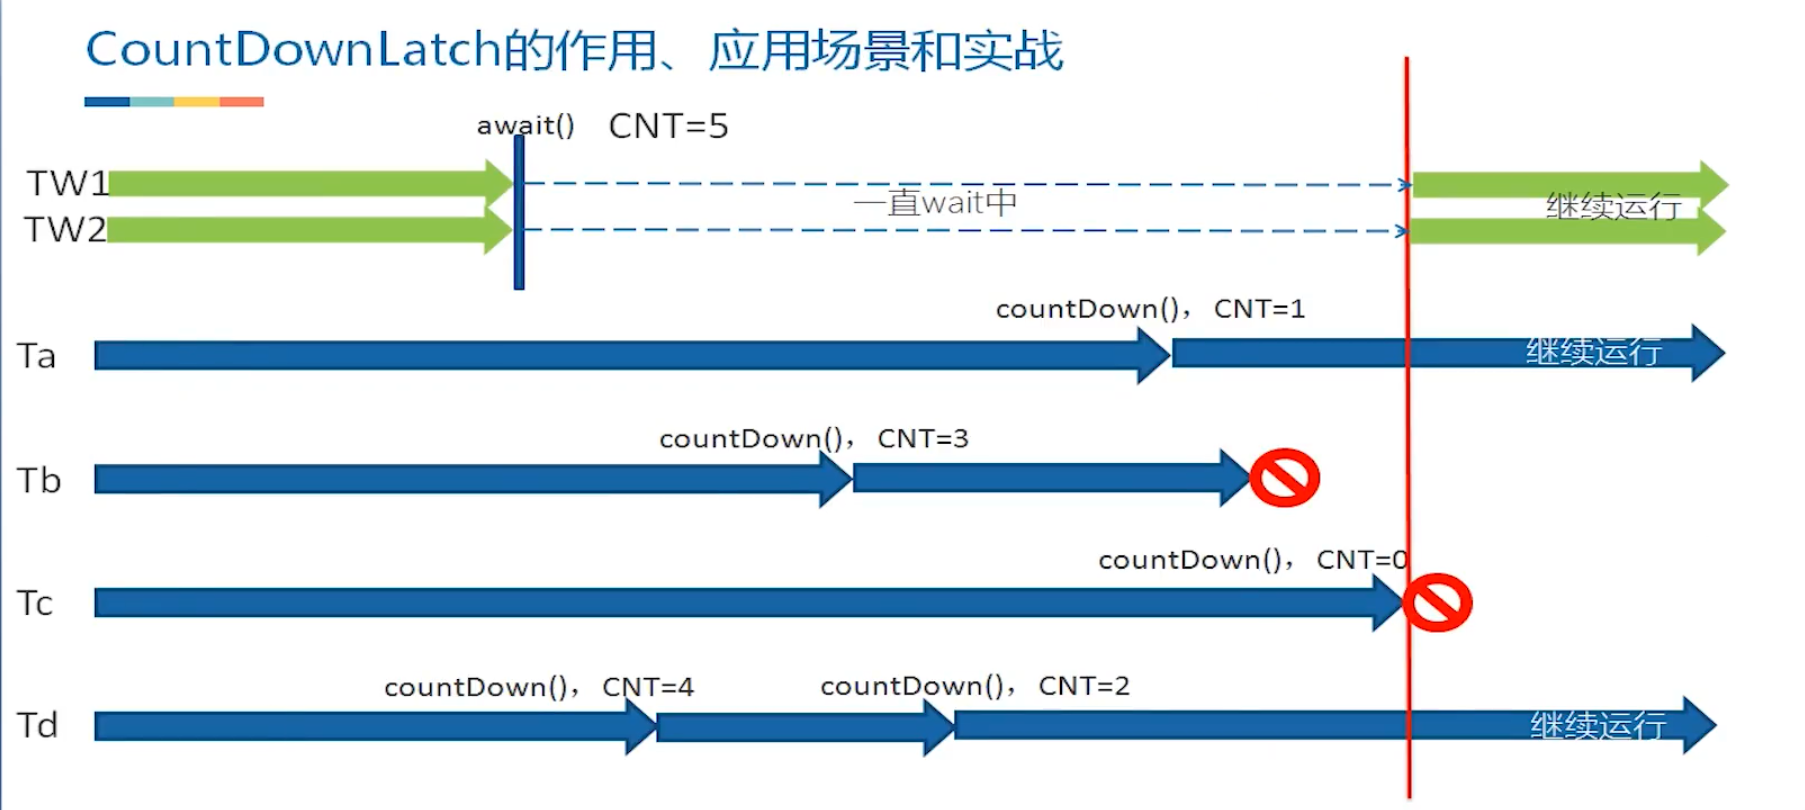 CountDownLatch的作用、应用场景和实战
await() CNT=5
TW1
一直wait中
继续运行
TW2
countDown(), CNT=1
Ta
继续运行
countDown(), CNT=3
Tb
countDown(), CNT=0
Tc
countDown(), CNT=4
countDown(), CNT=2
Td
继续运行